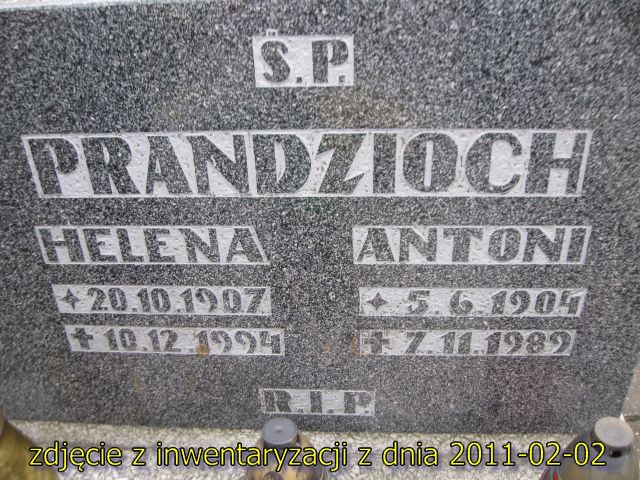 Ś.P.
PRANDZIOCH
HELENA ANTONI
20.10.1907 5.6.1904
10.12.1994 7.11.1989
R.I.P.
zdjęcie z inwentaryzacji z dnia 2011-02-02